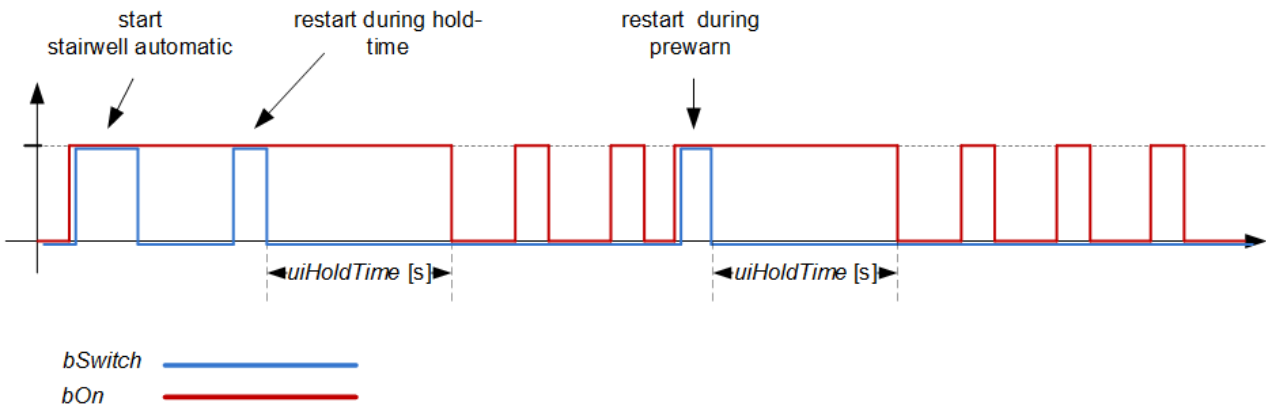 start
stairwell automatic
restart during hold-
time
restart  during
prewarn
uiHoldTime [s]
uiHoldTime [s]
bSwitch
bOn